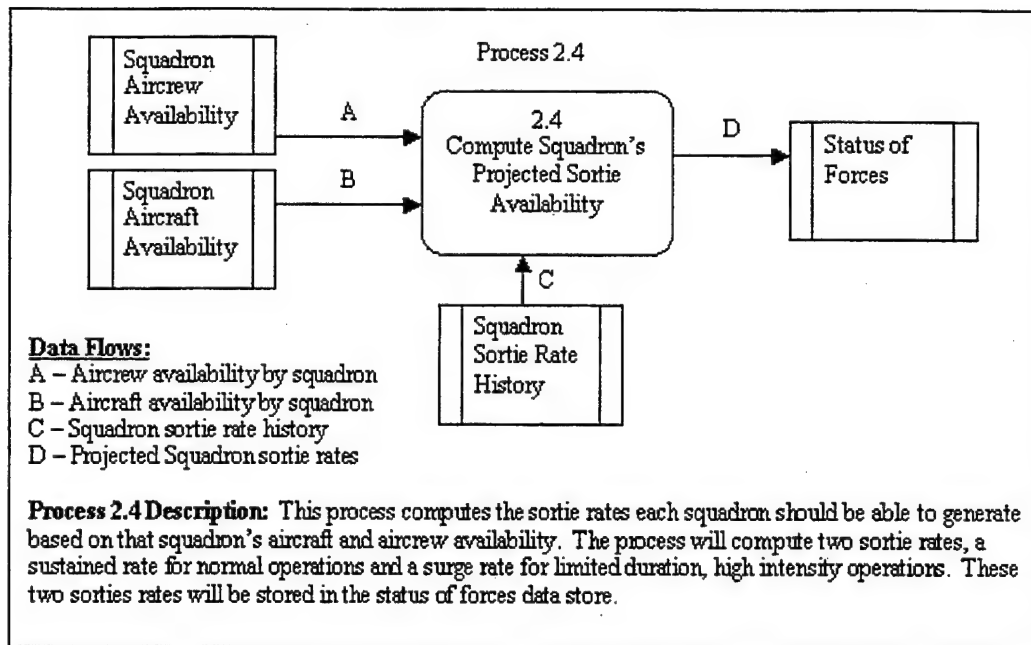 Process 2.4
Squadron
Aircrew
Availability
A
2.4
Compute Squadron's
Projected Sortie
Availability
D
Status of
Forces
Squadron
Aircraft
Availability
B
C
Squadron
Sortie Rate
History
Data Flows:
A – Aircrew availability by squadron
B – Aircraft availability by squadron
C – Squadron sortie rate history
D – Projected Squadron sortie rates
Process 2.4 Description: This process computes the sortie rates each squadron should be able to generate
based on that squadron's aircraft and aircrew availability. The process will compute two sortie rates, a
sustained rate for normal operations and a surge rate for limited duration, high intensity operations. These
two sorties rates will be stored in the status of forces data store.